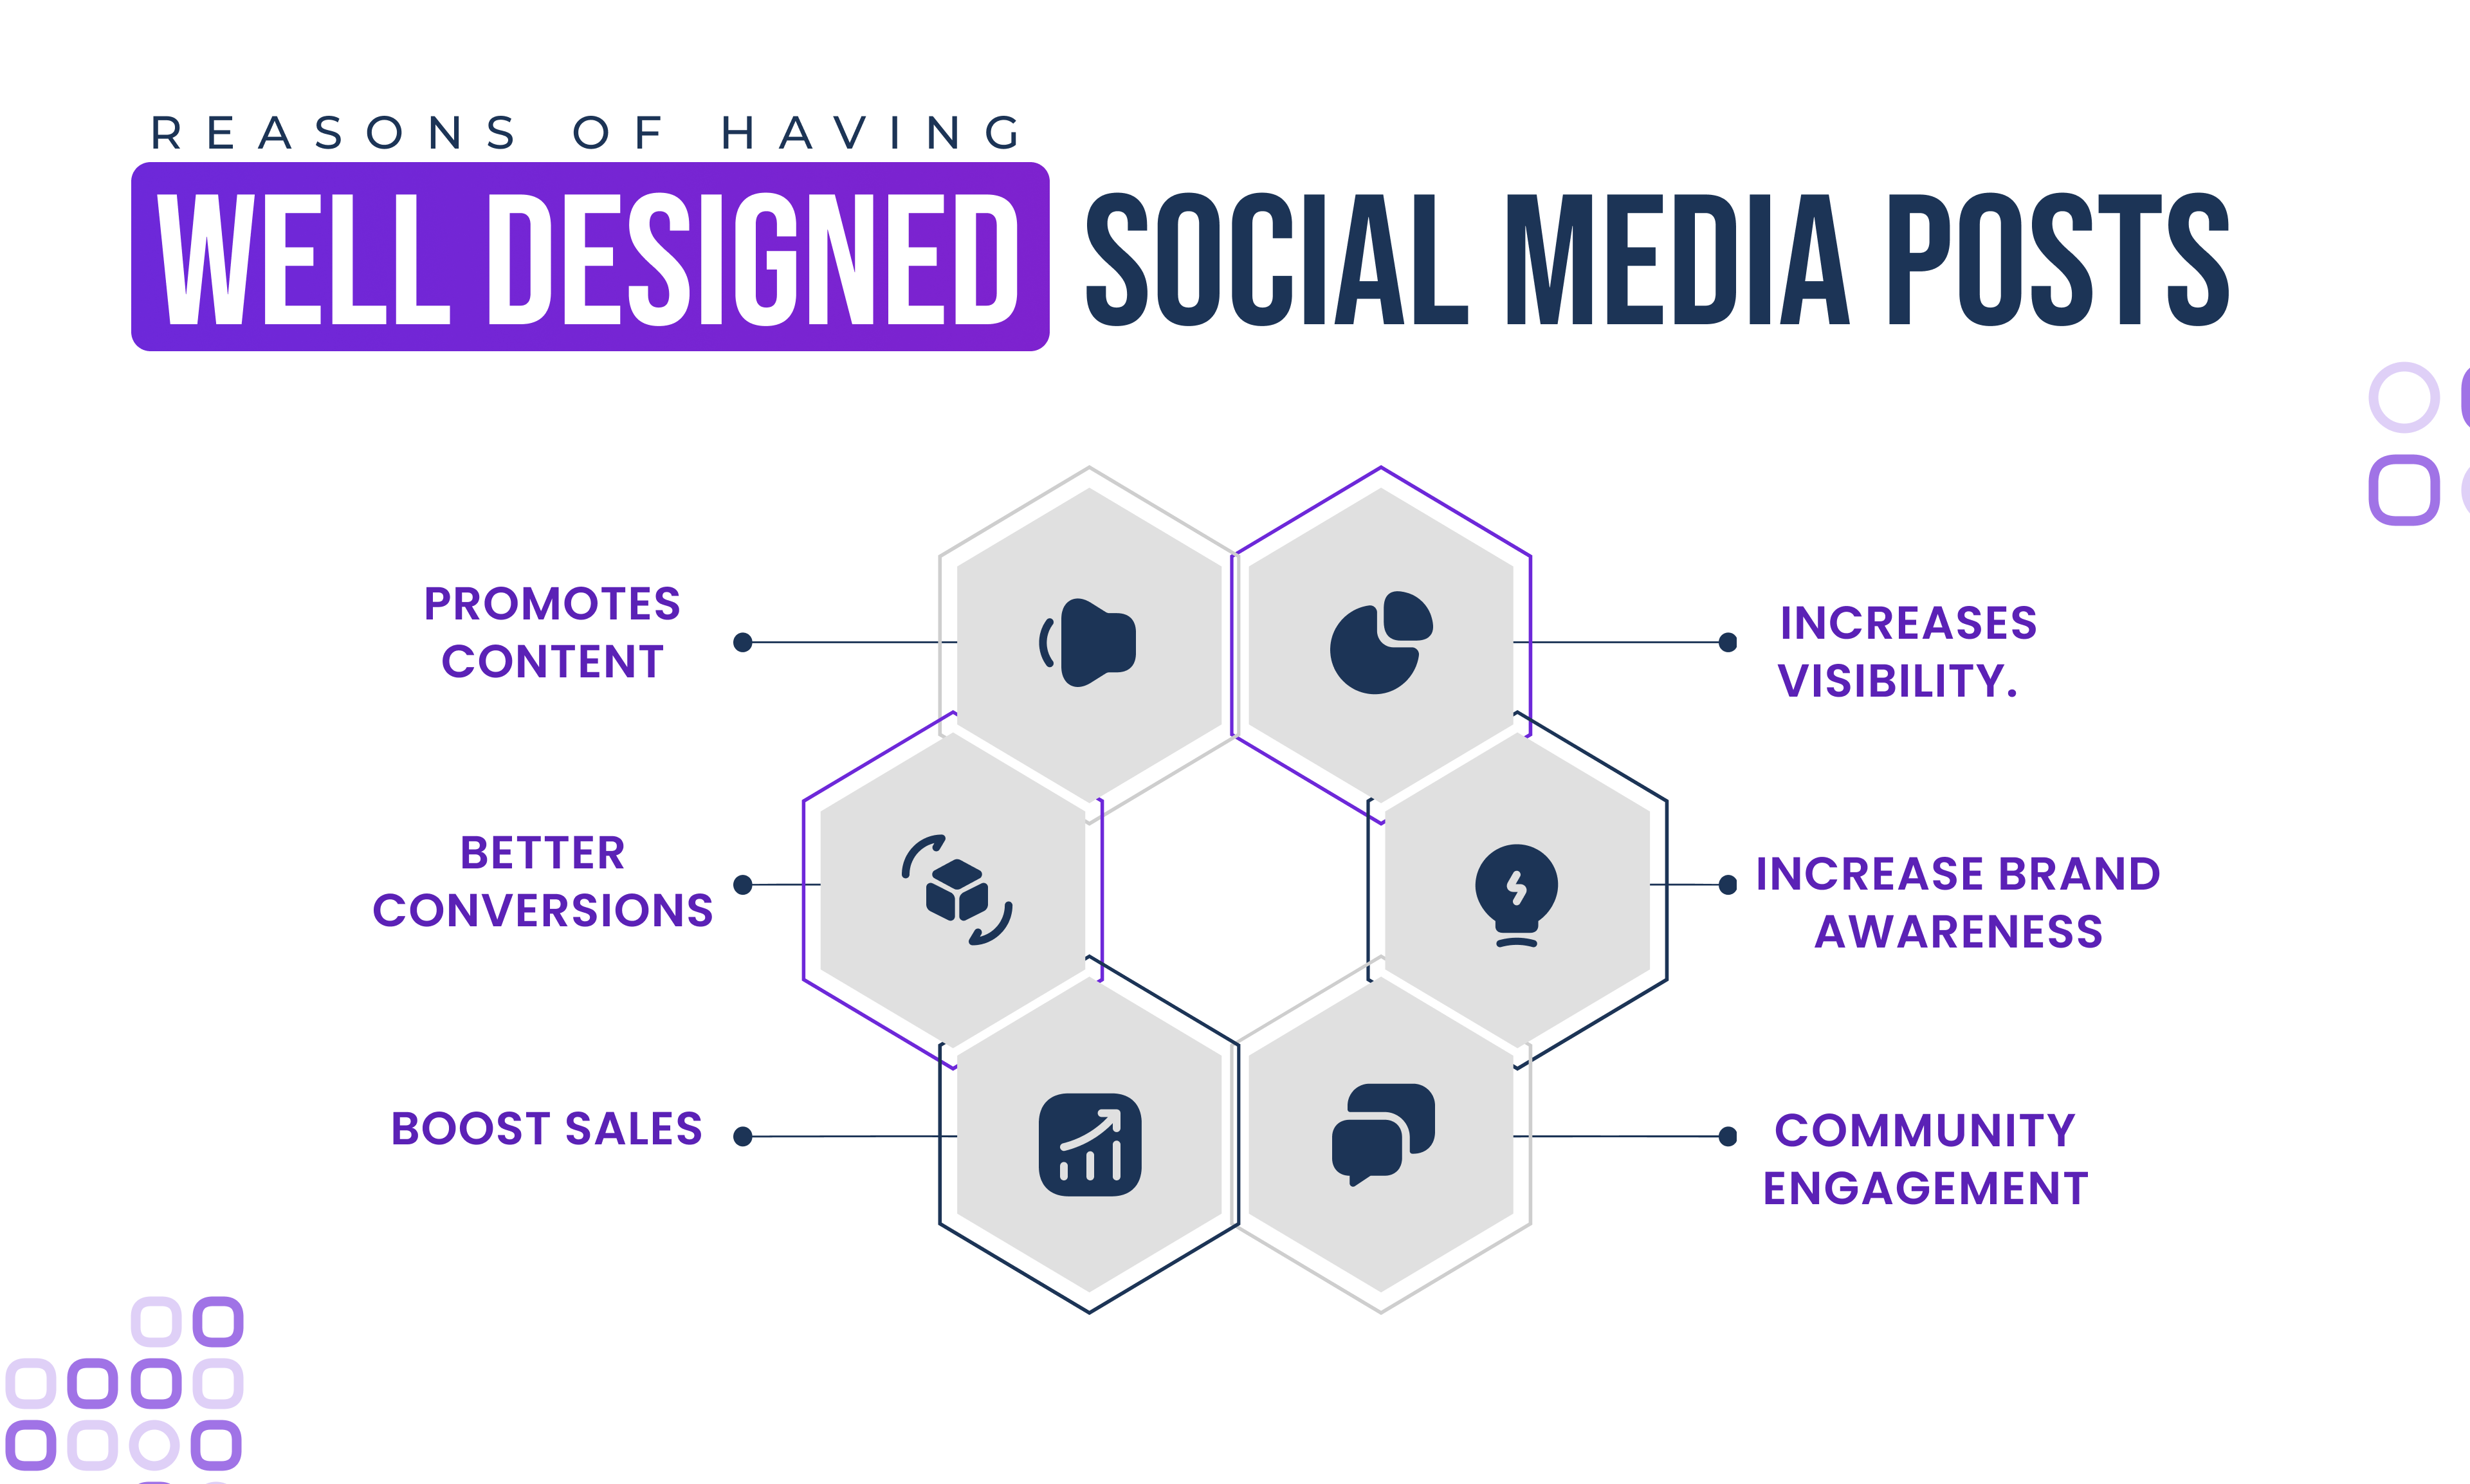 REASONS OF HAVING
WELL DESIGNED SOCIAL MEDIA POSTS
PROMOTES
CONTENT
INCREASES
VISIBILITY.
BETTER
CONVERSIONS
INCREASE BRAND
AWARENESS
BOOST SALES
COMMUNITY
ENGAGEMENT